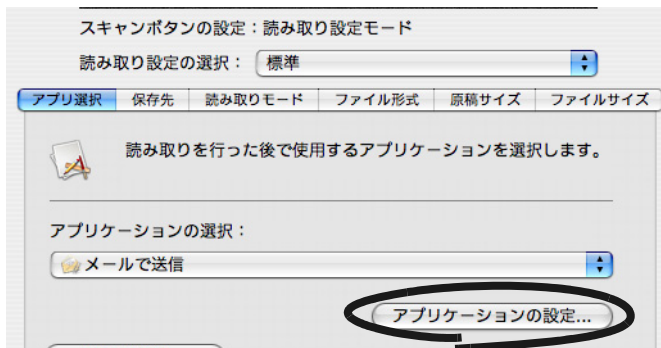 スキャンボタンの設定：読み取り設定モード
読み取り設定の選択： 標準
アプリ選択 保存先 読み取りモード ファイル形式 原稿サイズ ファイルサイズ
読み取りを行った後で使用するアプリケーションを選択します。
アプリケーションの選択：
メールで送信
アプリケーションの設定...